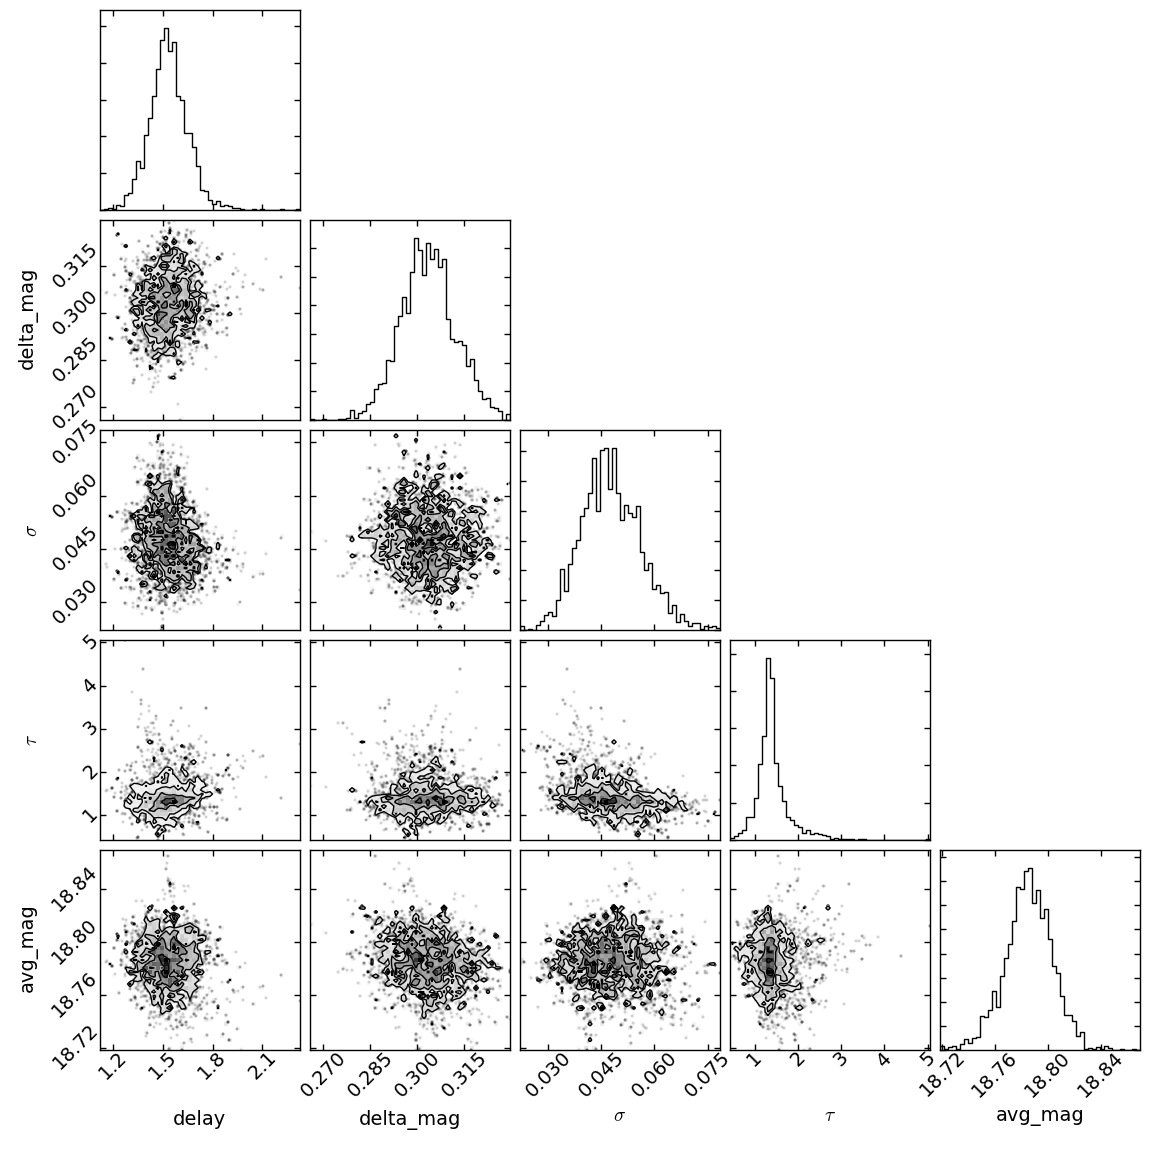 delta_mag
0.315
0.300
0.285
0.270
σ
0.075
0.060
0.045
0.030
τ
5
4
3
2
1
avg_mag
18.84
18.80
18.76
18.72
1.2 1.5 1.8 2.1
0.270 0.285 0.300 0.315
0.030 0.045 0.060 0.075
1 2 3 4 5
18.72 18.76 18.80 18.84
delay delta_mag σ τ avg_mag